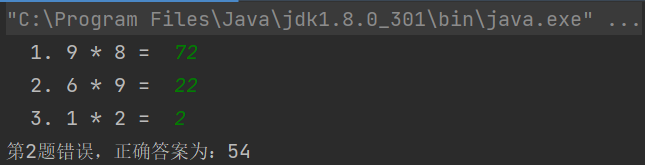 "C:\Program Files\Java\jdk1.8.0_301\bin\java.exe" ...
1. 9 * 8 = 72
2. 6 * 9 = 22
3. 1 * 2 = 2
第2题错误，正确答案为：54